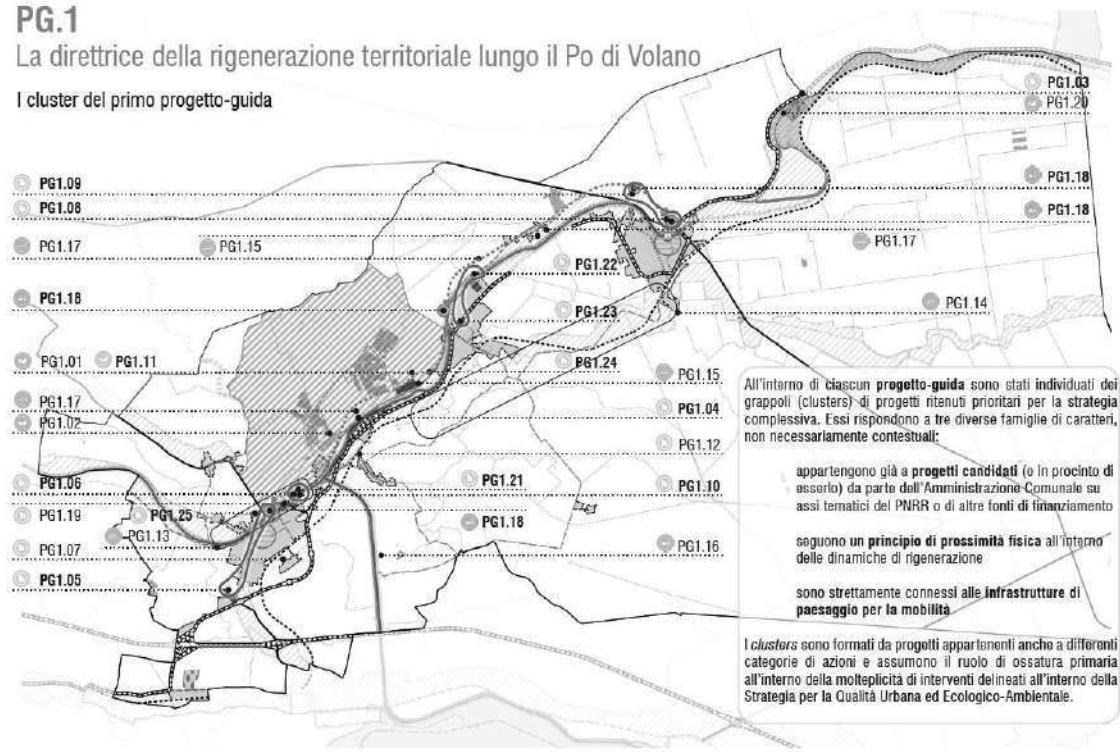 PG.1
La direttrice della rigenerazione territoriale lungo il Po di Volano
I cluster del primo progetto-guida
PG1.03
PG1.20
PG1.09
PG1.18
PG1.08
PG1.18
PG1.17
PG1.15
PG1.17
PG1.22
PG1.18
PG1.14
PG1.23
PG1.01
PG1.11
PG1.24
PG1.15
PG1.17
PG1.04
PG1.02
PG1.12
PG1.06
PG1.21
PG1.10
PG1.19
PG1.25
PG1.18
PG1.13
PG1.16
PG1.07
PG1.05
All'interno di ciascun progetto-guida sono stati individuati dei
grappoli (clusters) di progetti ritenuti prioritari per la strategia
complessiva. Essi rispondono a tre diverse famiglie di caratteri,
non necessariamente contestuali:
appartengono già a progetti candidati (o in procinto di
esserlo) da parte dell'Amministrazione Comunale su
assi tematici del PNRR o di altre fonti di finanziamento
seguono un principio di prossimità fisica all'interno
delle dinamiche di rigenerazione
sono strettamente connessi alle infrastrutture di
paesaggio per la mobilità
I clusters sono formati da progetti appartenenti anche a differenti
categorie di azioni e assumono il ruolo di ossatura primaria
all'interno della molteplicità di interventi delineati all'interno della
Strategia per la Qualità Urbana ed Ecologico-Ambientale.